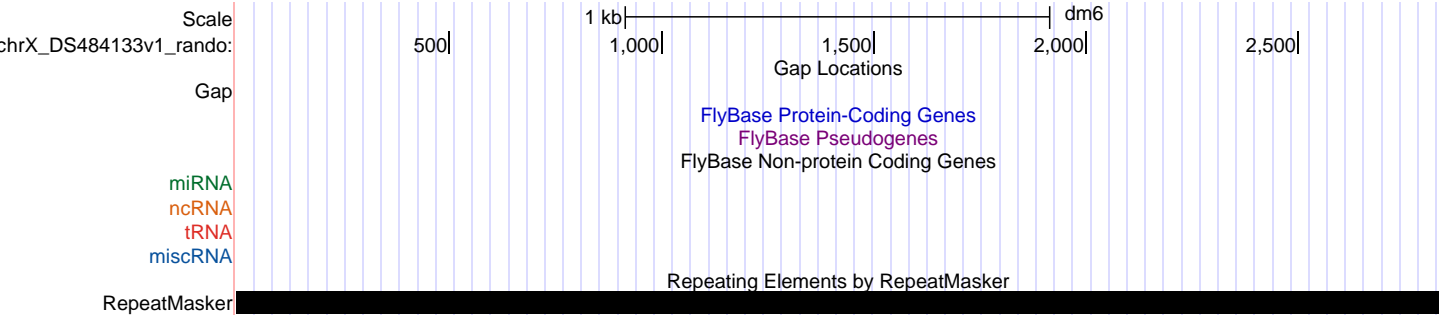 Scale 1 kb dm6
chrX_DS484133v1_rando: 500 1,000 1,500 2,000 2,500
Gap Locations
Gap
FlyBase Protein-Coding Genes
FlyBase Pseudogenes
FlyBase Non-protein Coding Genes
miRNA
ncRNA
tRNA
miscRNA
Repeating Elements by RepeatMasker
RepeatMasker